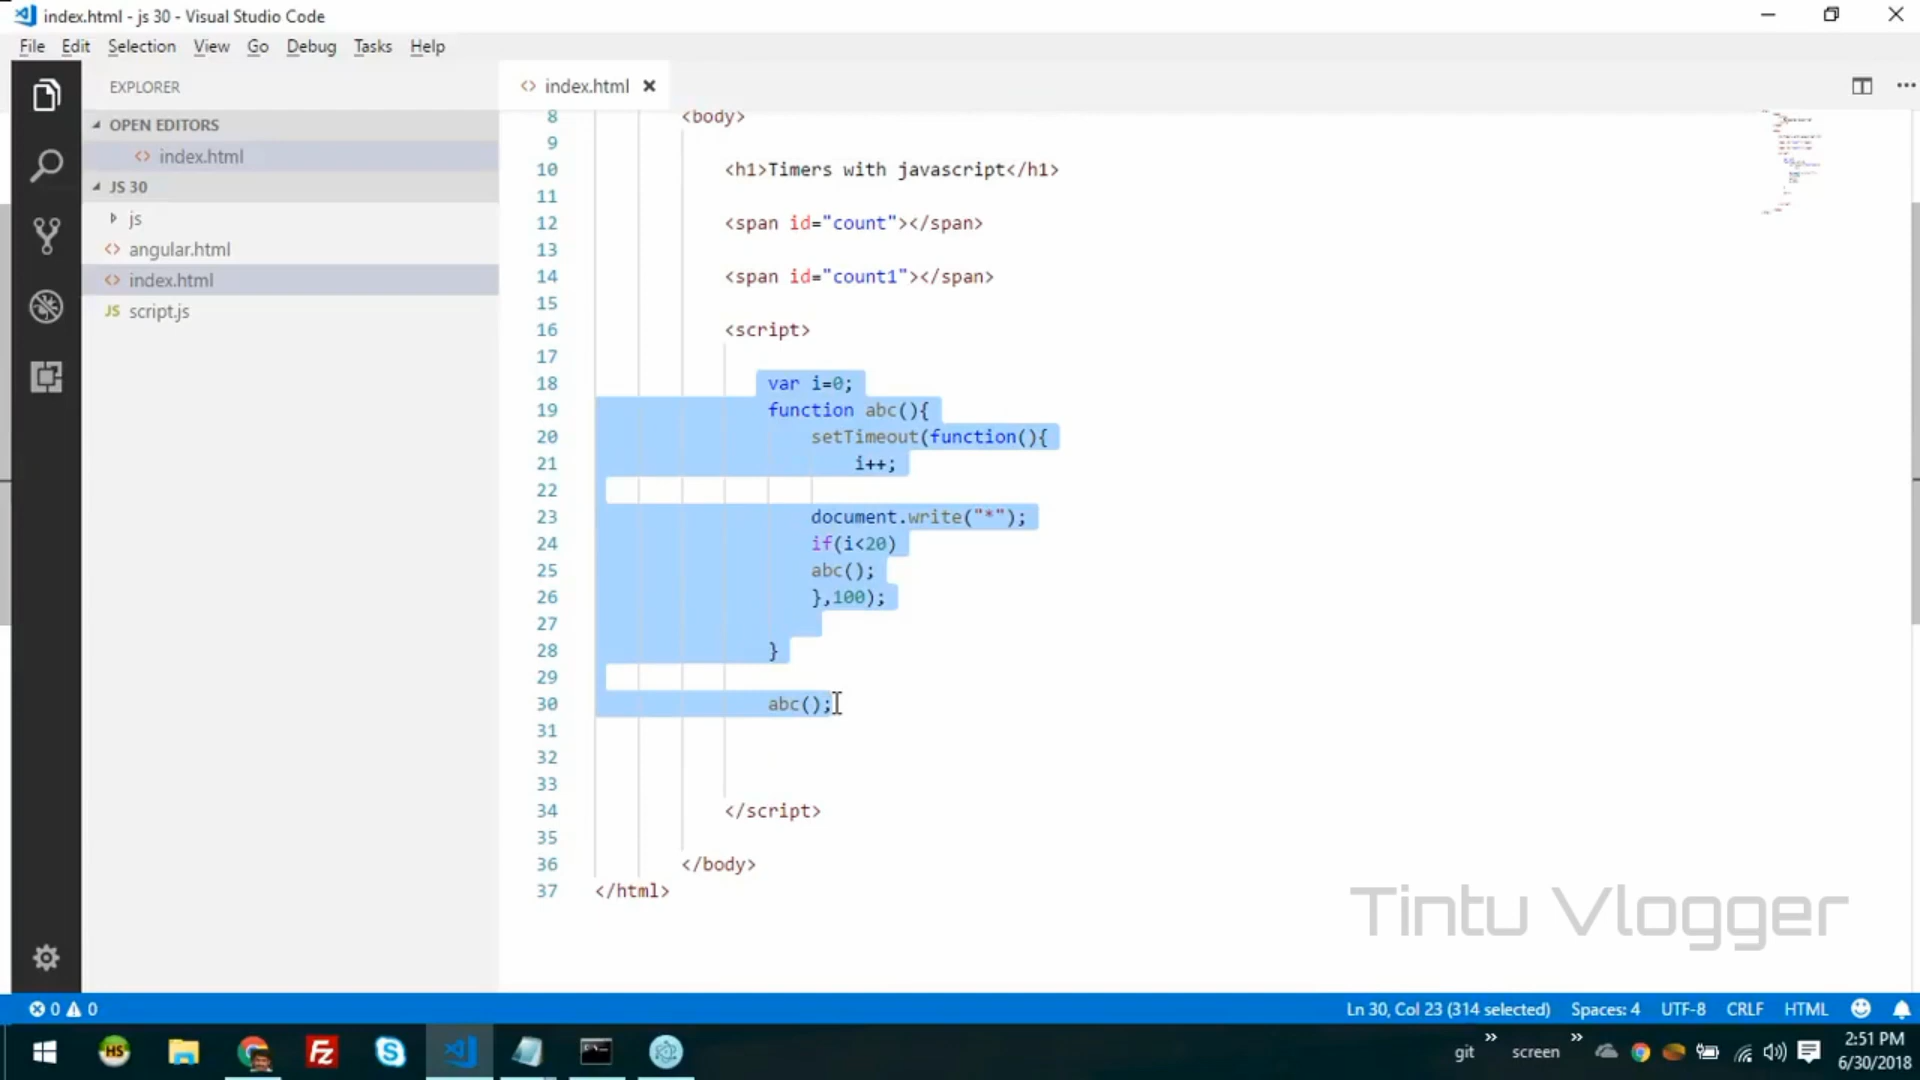 index.html - js 30 - Visual Studio Code
File Edit Selection View Go Debug Tasks Help
EXPLORER
index.html
OPEN EDITORS
index.html
JS 30
js
angular.html
index.html
JS script.js
8 <body>
9
10 <h1>Timers with javascript</h1>
11
12 <span id="count"></span>
13
14 <span id="count1"></span>
15
16 <script>
17
18 var i=0;
19 function abc(){
20 setTimeout(function(){
21 i++;
22
23 document.write("*");
24 if(i<20)
25 abc();
26 },100);
27
28 }
29
30 abc();
31
32
33
34 </script>
35
36 </body>
37 </html>
Tintu Vlogger
0 0
Ln 30, Col 23 (314 selected) Spaces: 4 UTF-8 CRLF HTML
HS
FZ
git » screen »
2:51 PM
6/30/2018